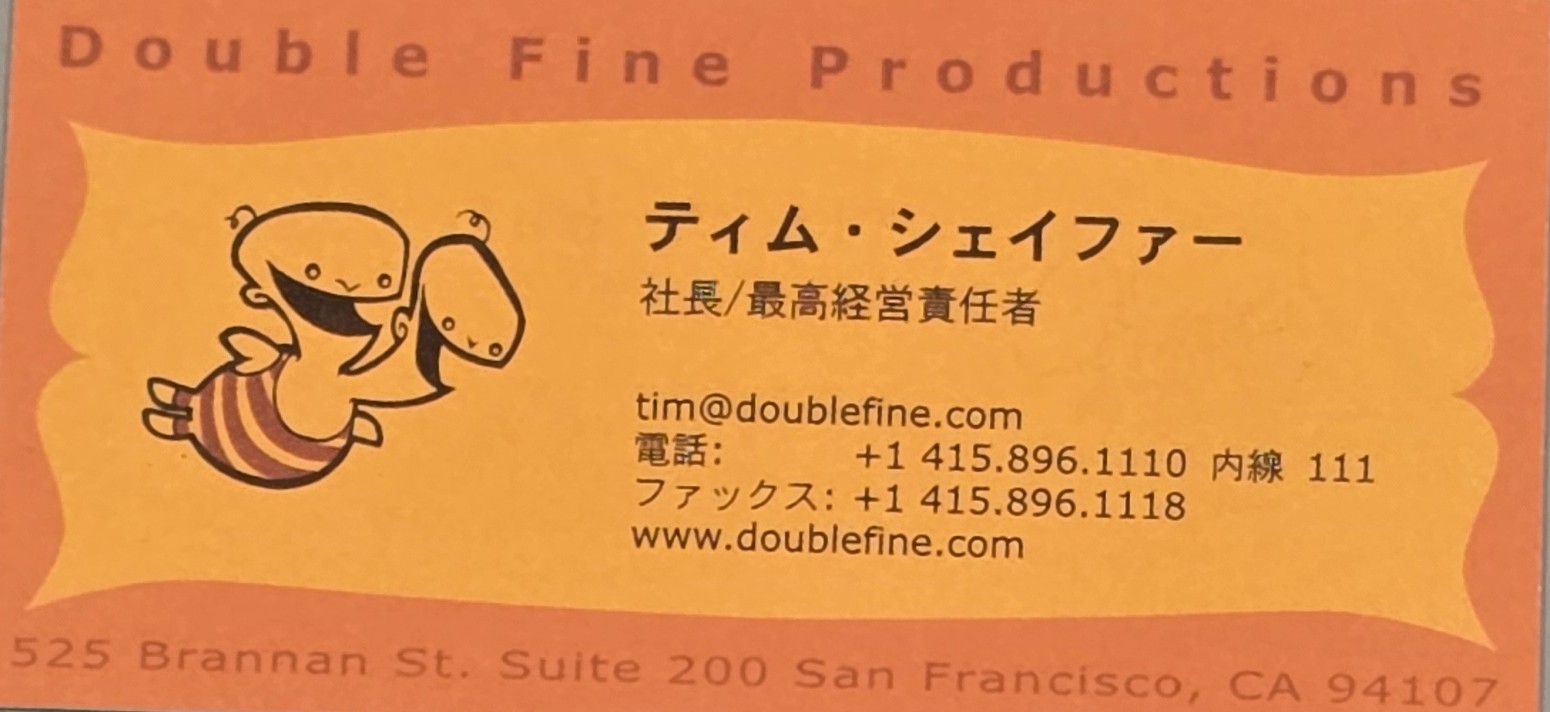 Double Fine Productions
ティム・シェイファー
社長/最高経営責任者
tim@doublefine.com
電話: +1 415.896.1110 内線 111
ファックス: +1 415.896.1118
www.doublefine.com
525 Brannan St. Suite 200 San Francisco, CA 94107